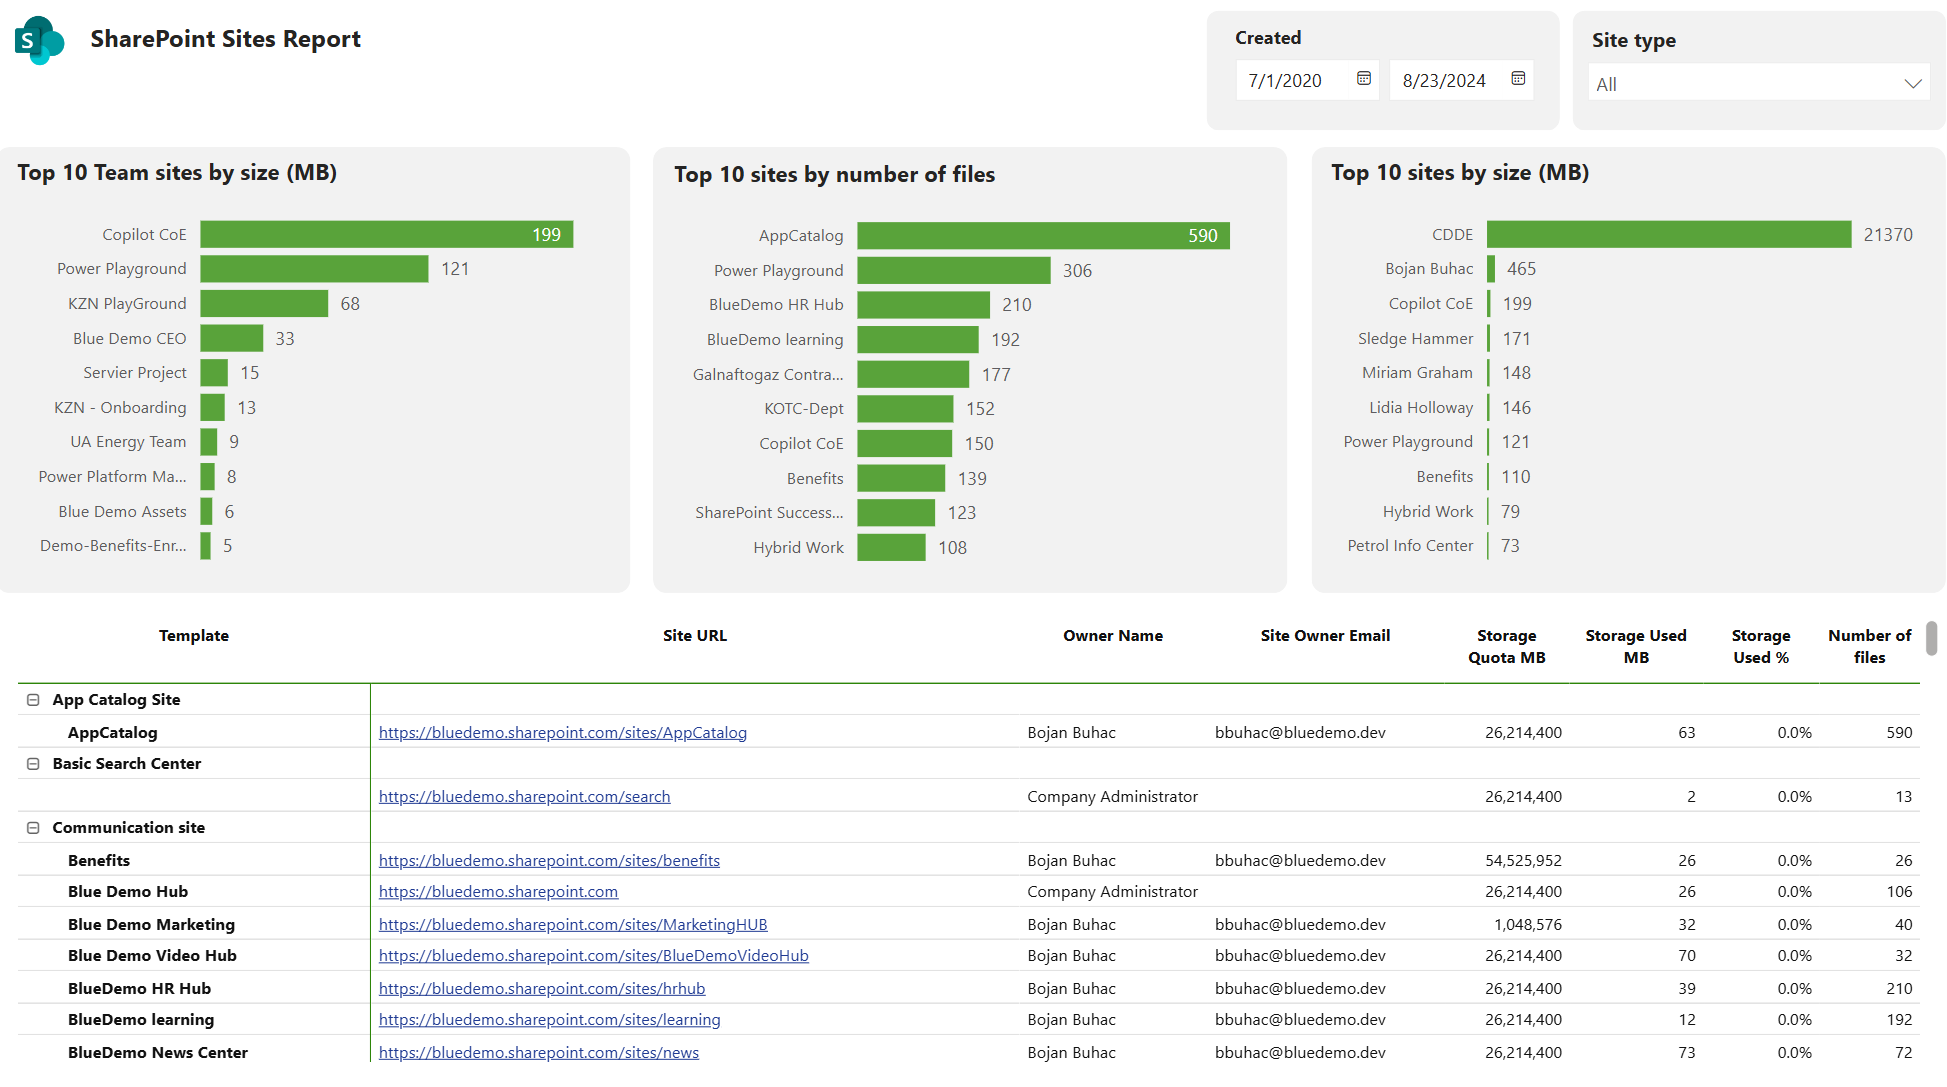 S
SharePoint Sites Report
Created
7/1/2020
8/23/2024
Site type
All
Top 10 Team sites by size (MB)
Copilot CoE 199
Power Playground 121
KZN PlayGround 68
Blue Demo CEO 33
Servier Project 15
KZN - Onboarding 13
UA Energy Team 9
Power Platform Ma... 8
Blue Demo Assets 6
Demo-Benefits-Enr... 5
Top 10 sites by number of files
AppCatalog 590
Power Playground 306
BlueDemo HR Hub 210
BlueDemo learning 192
Galnaftogaz Contra... 177
KOTC-Dept 152
Copilot CoE 150
Benefits 139
SharePoint Success... 123
Hybrid Work 108
Top 10 sites by size (MB)
CDDE 21370
Bojan Buhac 465
Copilot CoE 199
Sledge Hammer 171
Miriam Graham 148
Lidia Holloway 146
Power Playground 121
Benefits 110
Hybrid Work 79
Petrol Info Center 73
Template Site URL Owner Name Site Owner Email Storage Quota MB Storage Used MB Storage Used % Number of files
App Catalog Site
AppCatalog https://bluedemo.sharepoint.com/sites/AppCatalog Bojan Buhac bbuhac@bluedemo.dev 26,214,400 63 0.0% 590
Basic Search Center
https://bluedemo.sharepoint.com/search Company Administrator 26,214,400 2 0.0% 13
Communication site
Benefits https://bluedemo.sharepoint.com/sites/benefits Bojan Buhac bbuhac@bluedemo.dev 54,525,952 26 0.0% 26
Blue Demo Hub https://bluedemo.sharepoint.com Company Administrator 26,214,400 26 0.0% 106
Blue Demo Marketing https://bluedemo.sharepoint.com/sites/MarketingHUB Bojan Buhac bbuhac@bluedemo.dev 1,048,576 32 0.0% 40
Blue Demo Video Hub https://bluedemo.sharepoint.com/sites/BlueDemoVideoHub Bojan Buhac bbuhac@bluedemo.dev 26,214,400 70 0.0% 32
BlueDemo HR Hub https://bluedemo.sharepoint.com/sites/hrhub Bojan Buhac bbuhac@bluedemo.dev 26,214,400 39 0.0% 210
BlueDemo learning https://bluedemo.sharepoint.com/sites/learning Bojan Buhac bbuhac@bluedemo.dev 26,214,400 12 0.0% 192
BlueDemo News Center https://bluedemo.sharepoint.com/sites/news Bojan Buhac bbuhac@bluedemo.dev 26,214,400 73 0.0% 72